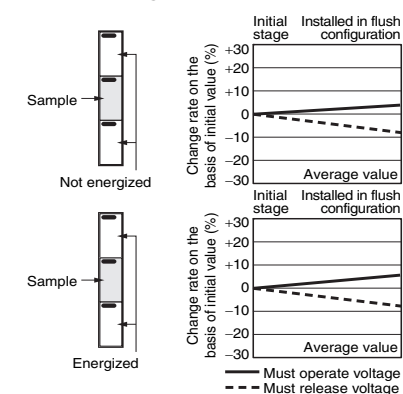 Sample
Not energized
Initial stage
Installed in flush configuration
Change rate on the basis of initial value (%)
+30
+20
+10
0
−10
−20
−30
Average value
Sample
Energized
Initial stage
Installed in flush configuration
Change rate on the basis of initial value (%)
+30
+20
+10
0
−10
−20
−30
Average value
Must operate voltage
Must release voltage